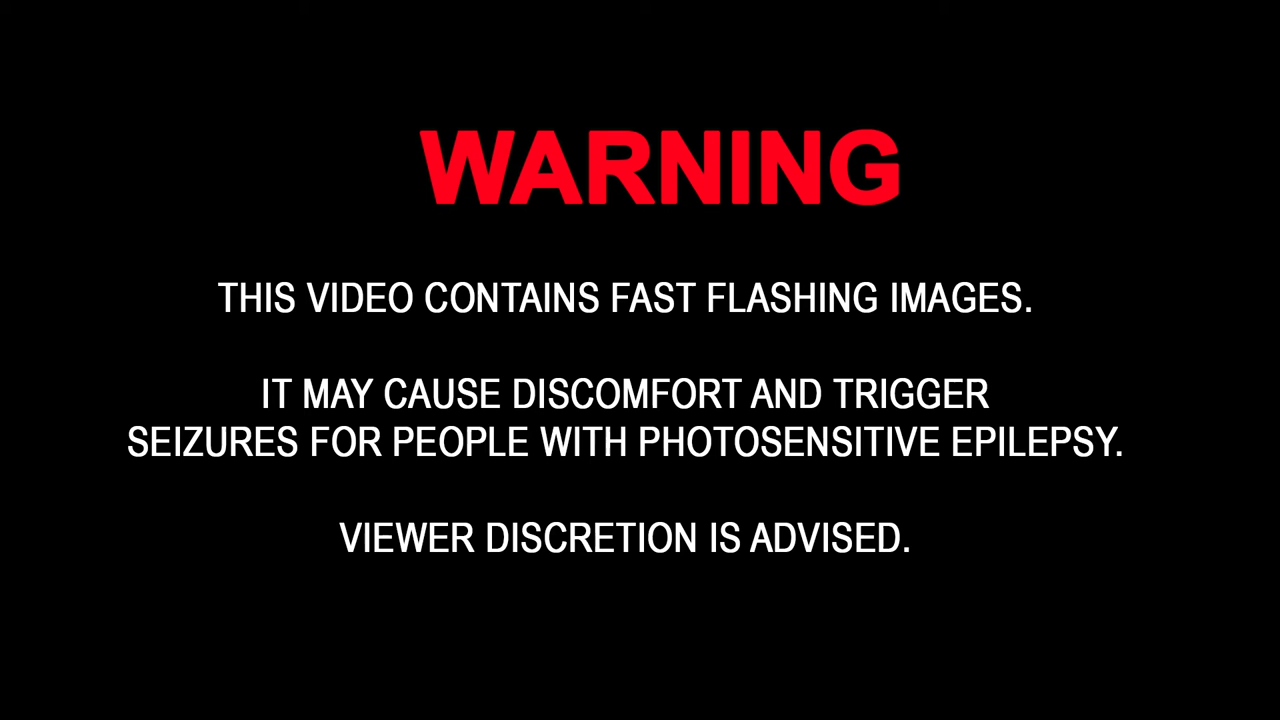 WARNING
THIS VIDEO CONTAINS FAST FLASHING IMAGES.
IT MAY CAUSE DISCOMFORT AND TRIGGER
SEIZURES FOR PEOPLE WITH PHOTOSENSITIVE EPILEPSY.
VIEWER DISCRETION IS ADVISED.